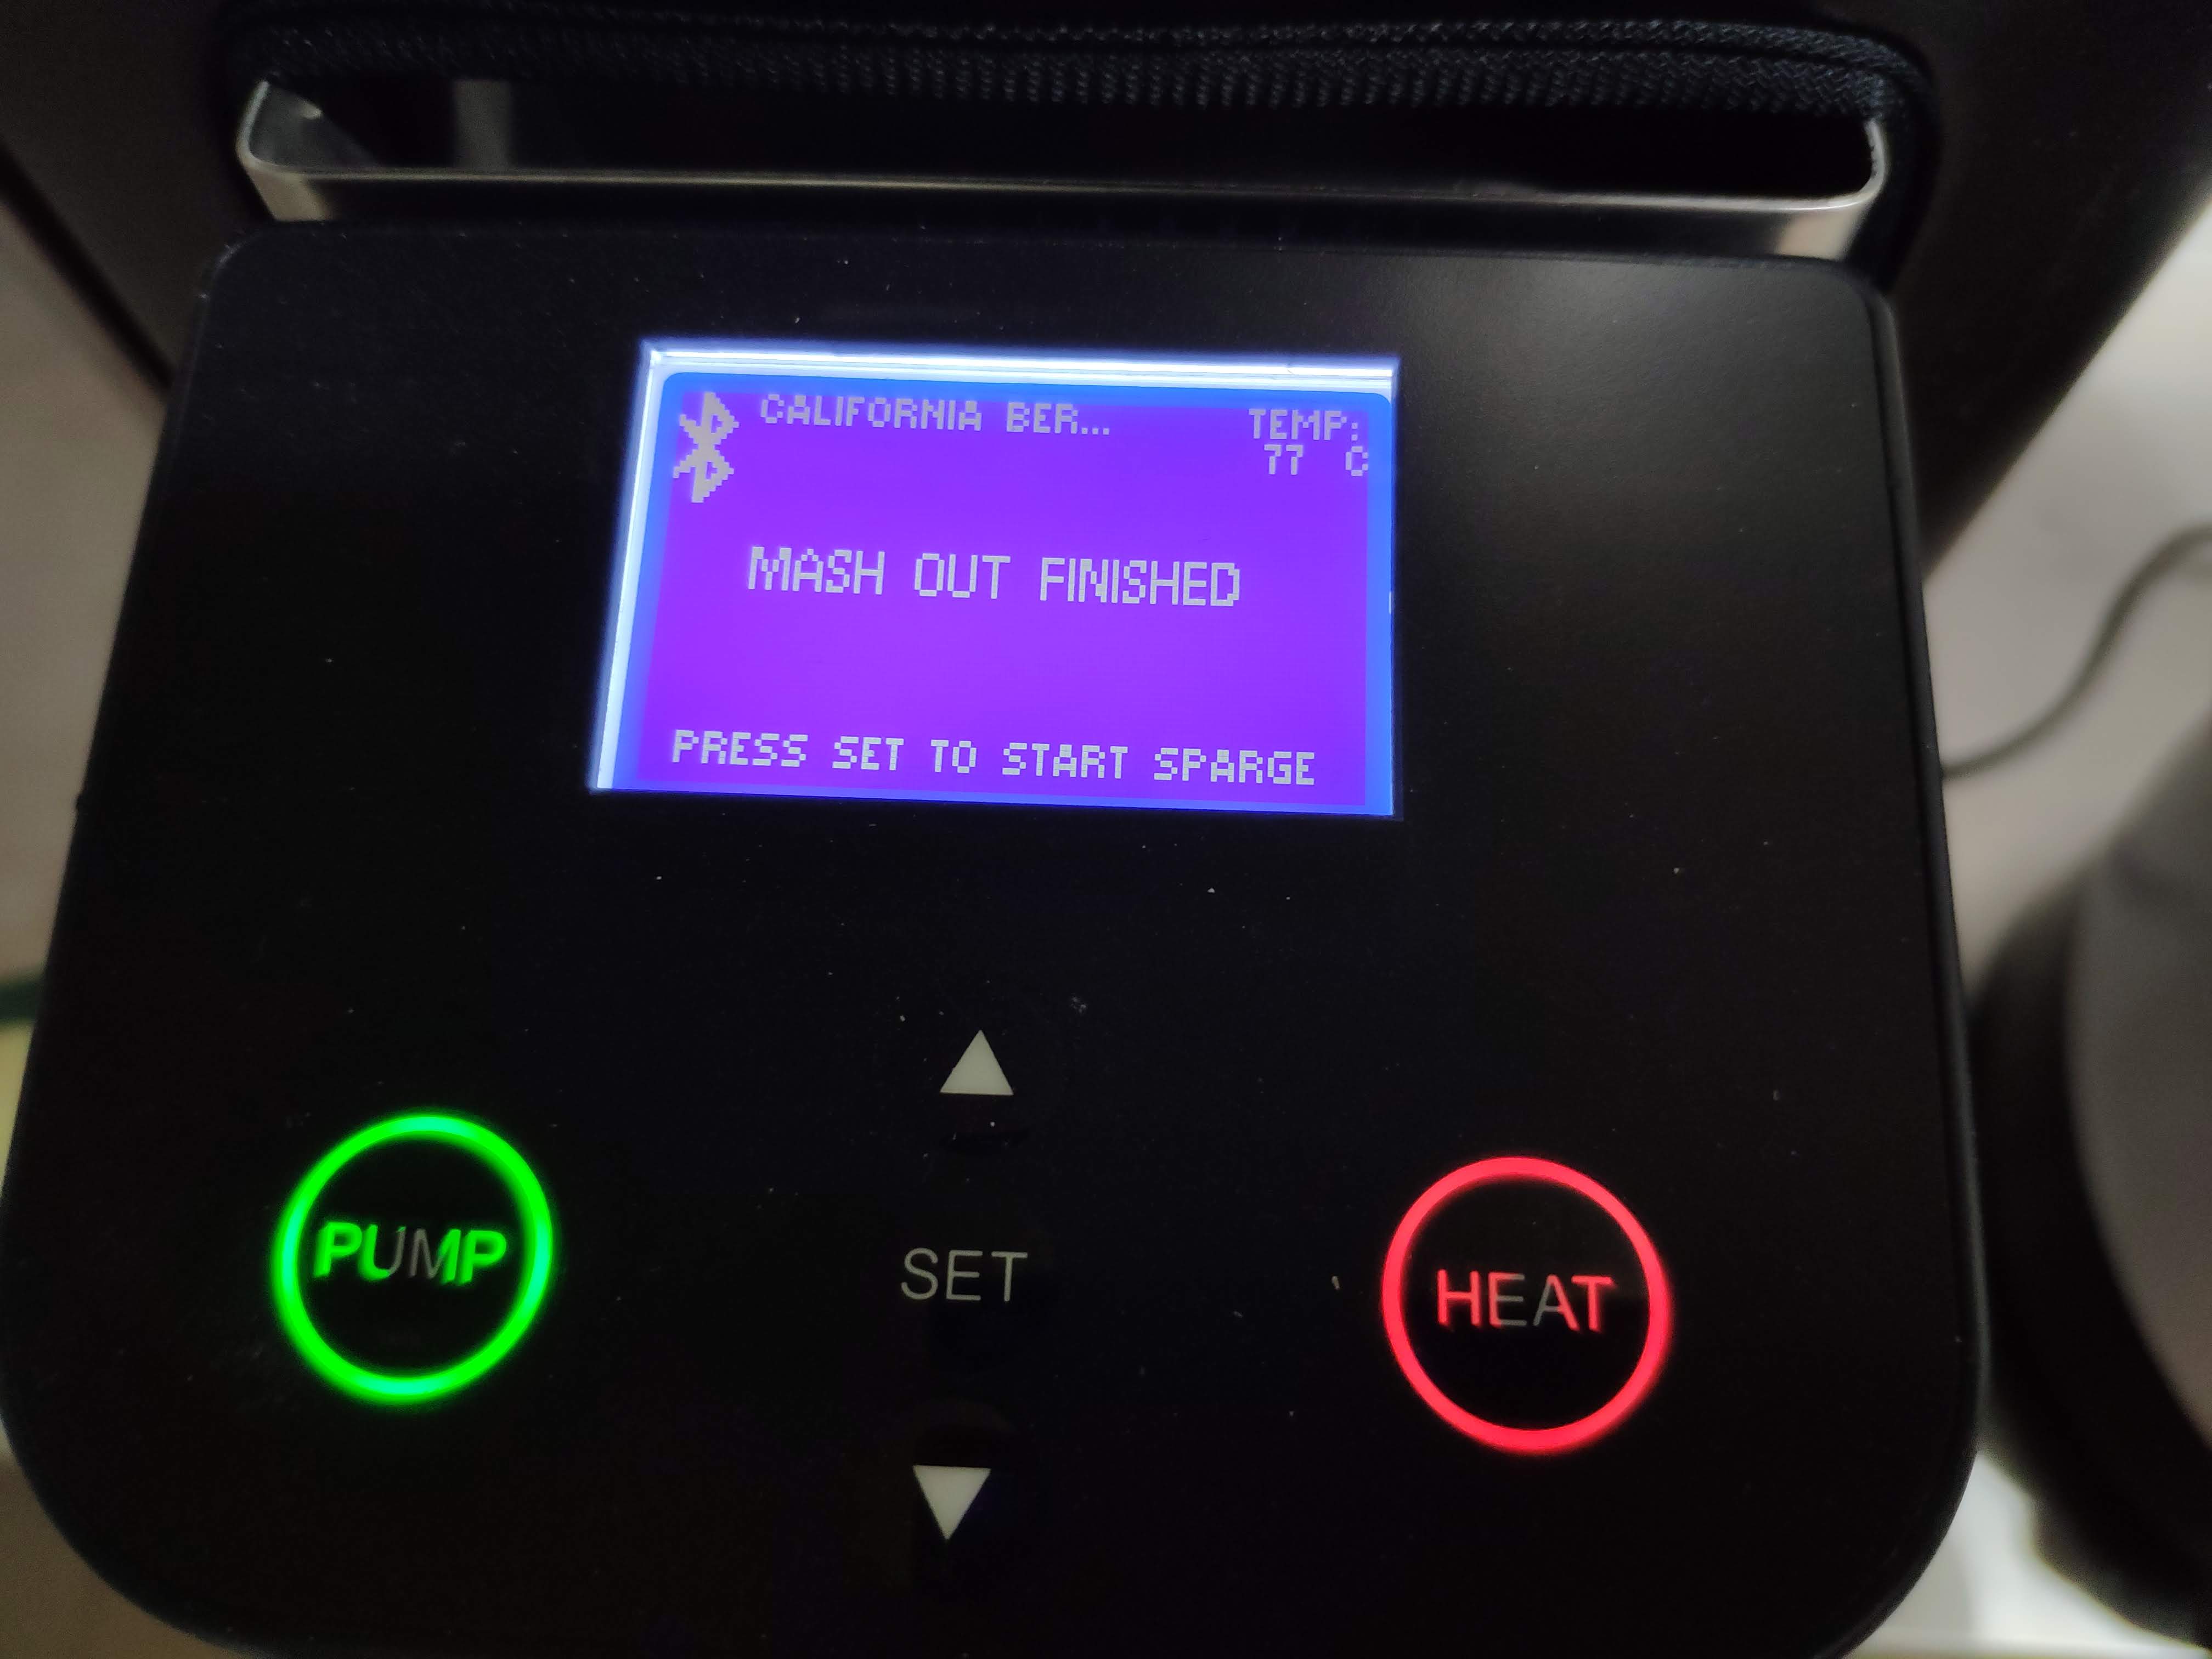 CALIFORNIA BER...
TEMP:
77 C
MASH OUT FINISHED
PRESS SET TO START SPARGE
PUMP
SET
HEAT